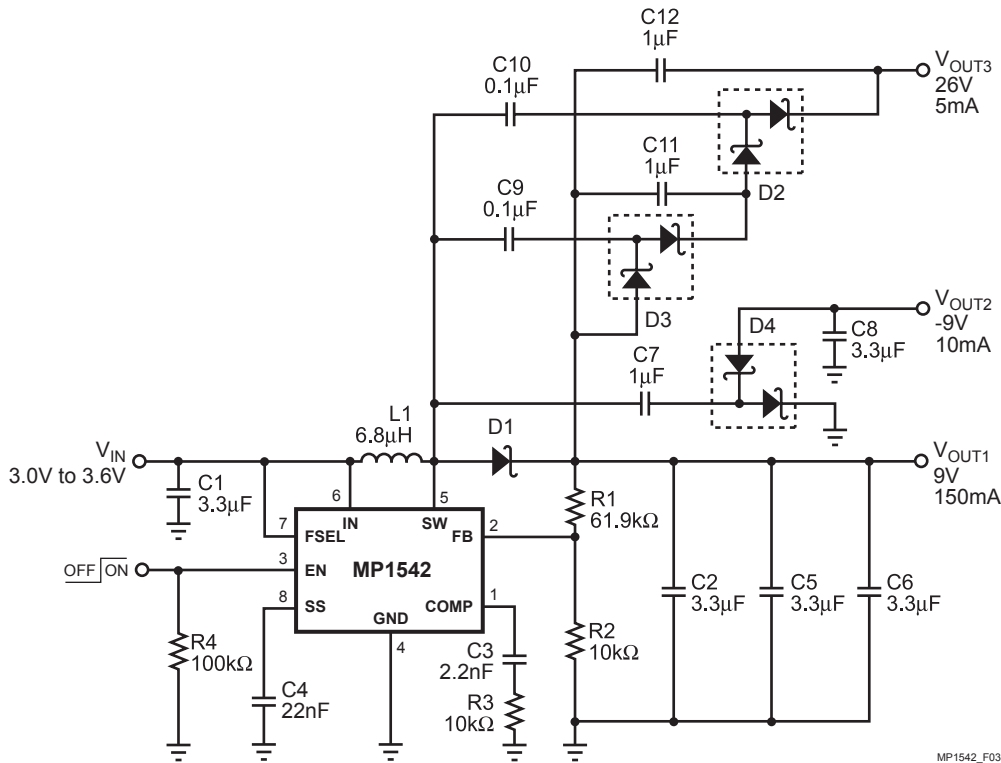 C12
1μF
C10
0.1μF
VOUT3
26V
5mA
C11
1μF
D2
C9
0.1μF
D3
VOUT2
-9V
10mA
D4
C8
3.3μF
C7
1μF
L1
6.8μH
D1
VIN
3.0V to 3.6V
VOUT1
9V
150mA
C1
3.3μF
6
5
IN
SW
7
FSEL
2
FB
R1
61.9kΩ
OFF ON
3
EN
MP1542
8
SS
COMP
1
GND
4
C2
3.3μF
C5
3.3μF
C6
3.3μF
R4
100kΩ
C4
22nF
C3
2.2nF
R3
10kΩ
R2
10kΩ
MP1542_F03